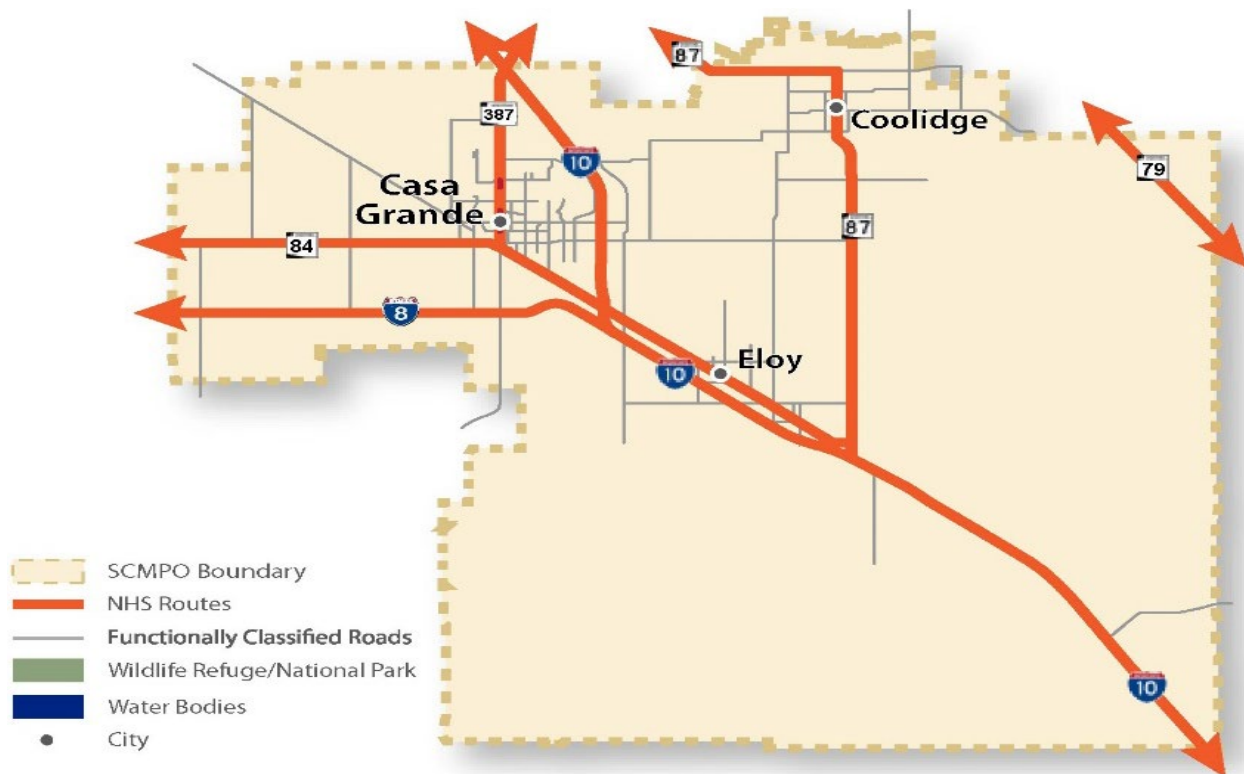 87
Coolidge
387
10
79
Casa
Grande
87
84
8
Eloy
10
10
SCMPO Boundary
NHS Routes
Functionally Classified Roads
Wildlife Refuge/National Park
Water Bodies
City